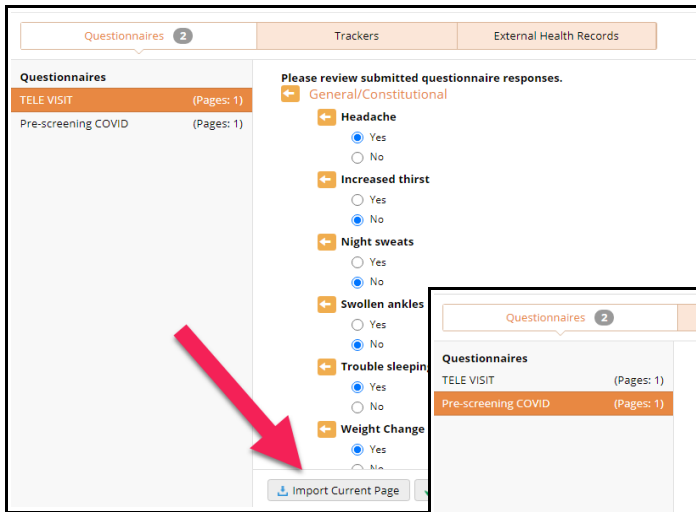 Questionnaires 2
Trackers
External Health Records
Questionnaires
TELE VISIT (Pages: 1)
Pre-screening COVID (Pages: 1)
Please review submitted questionnaire responses.
General/Constitutional
Headache
Yes
No
Increased thirst
Yes
No
Night sweats
Yes
No
Swollen ankles
Yes
No
Trouble sleeping
Yes
No
Weight Change
Yes
No
Import Current Page
Questionnaires 2
Questionnaires
TELE VISIT (Pages: 1)
Pre-screening COVID (Pages: 1)